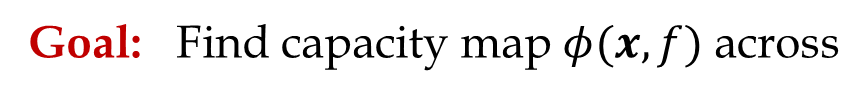 Goal: Find capacity map ϕ(𝒙, 𝑓) across